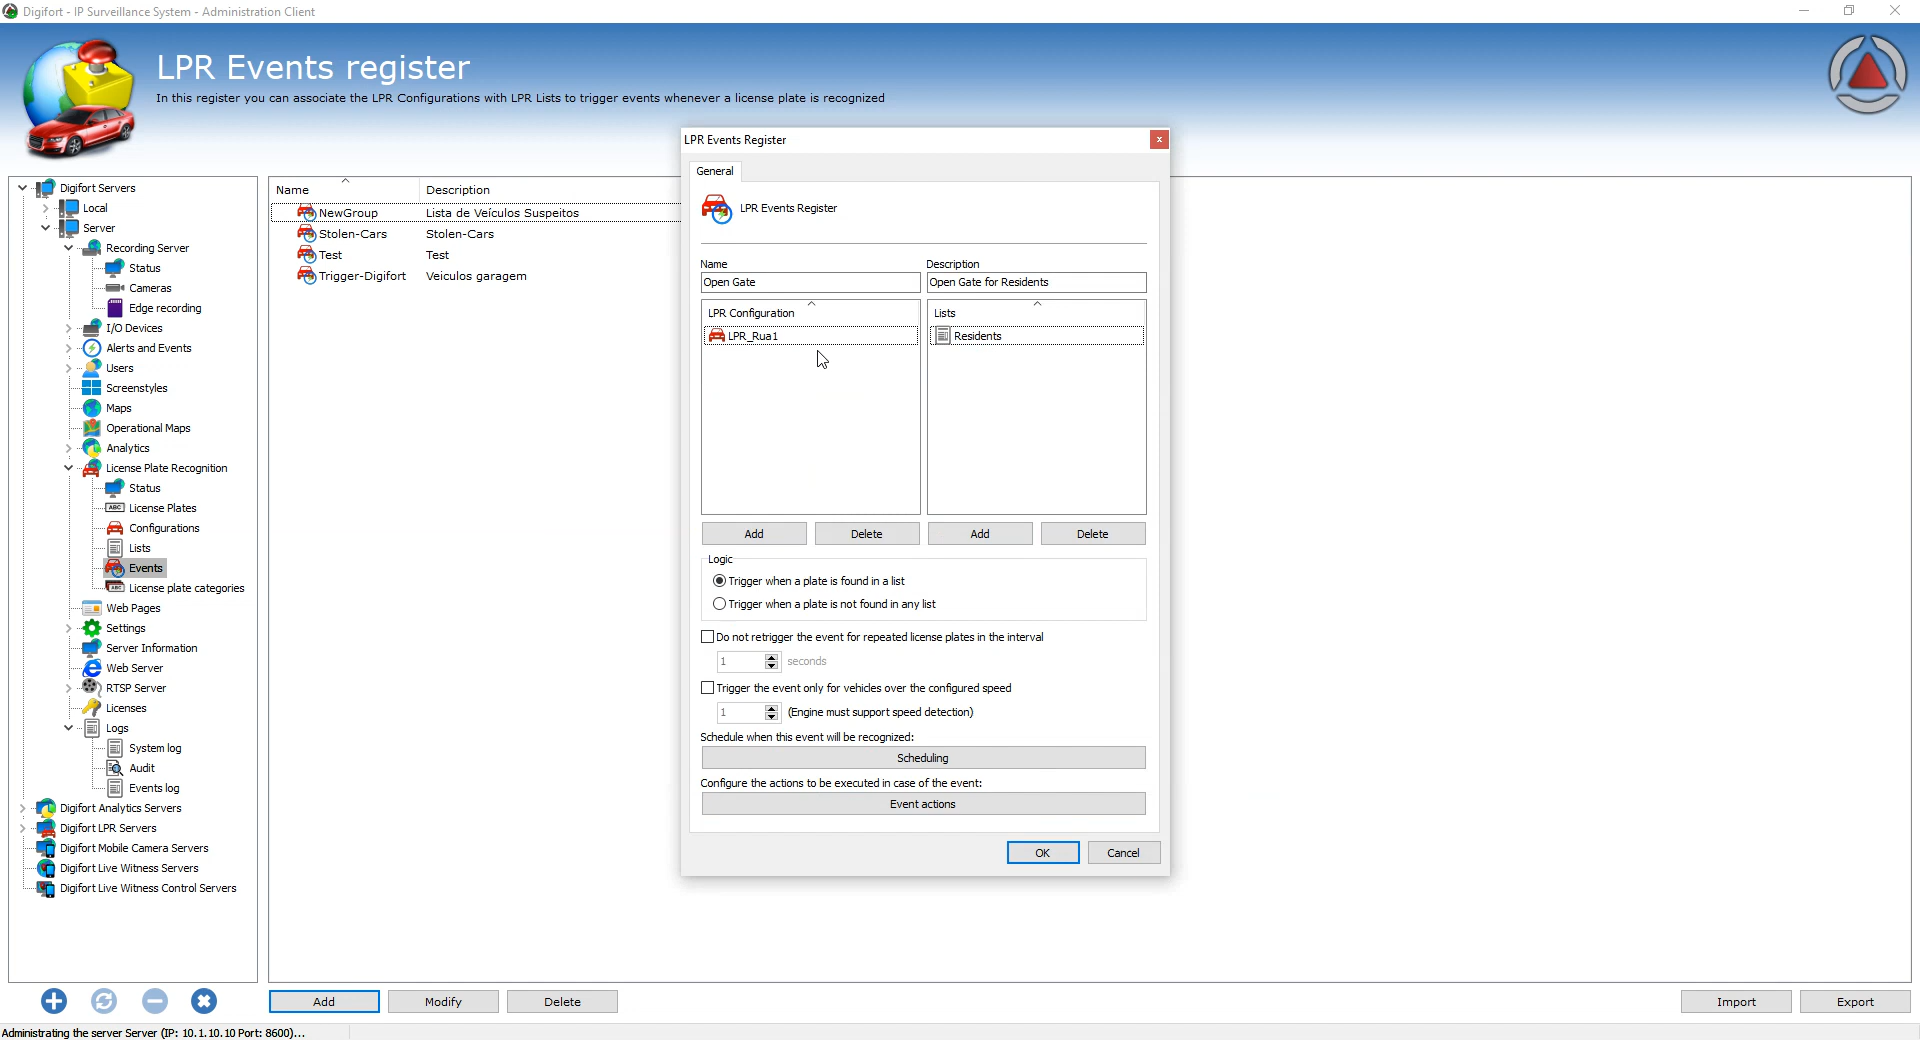 Digifort - IP Surveillance System - Administration Client
LPR Events register
In this register you can associate the LPR Configurations with LPR Lists to trigger events whenever a license plate is recognized
Digifort Servers
Local
Server
Recording Server
Status
Cameras
Edge recording
I/O Devices
Alerts and Events
Users
Screenstyles
Maps
Operational Maps
Analytics
License Plate Recognition
Status
ABC License Plates
Configurations
Lists
Events
ABC License plate categories
Web Pages
Settings
Server Information
Web Server
RTSP Server
Licenses
Logs
System log
Audit
Events log
Digifort Analytics Servers
Digifort LPR Servers
Digifort Mobile Camera Servers
Digifort Live Witness Servers
Digifort Live Witness Control Servers
Name Description
NewGroup Lista de Veículos Suspeitos
Stolen-Cars Stolen-Cars
Test Test
Trigger-Digifort Veiculos garagem
LPR Events Register
General
LPR Events Register
Name Description
Open Gate Open Gate for Residents
LPR Configuration Lists
LPR_Rua1 Residents
Add Delete Add Delete
Logic
Trigger when a plate is found in a list
Trigger when a plate is not found in any list
Do not retrigger the event for repeated license plates in the interval
1 seconds
Trigger the event only for vehicles over the configured speed
1 (Engine must support speed detection)
Schedule when this event will be recognized:
Scheduling
Configure the actions to be executed in case of the event:
Event actions
OK Cancel
Add Modify Delete Import Export
Administrating the server Server (IP: 10.1.10.10 Port: 8600)...